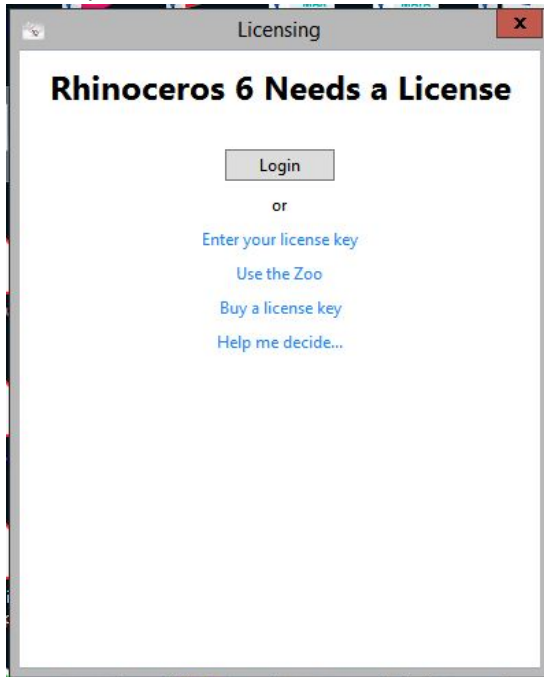 Licensing
x
Rhinoceros 6 Needs a License
Login
or
Enter your license key
Use the Zoo
Buy a license key
Help me decide...